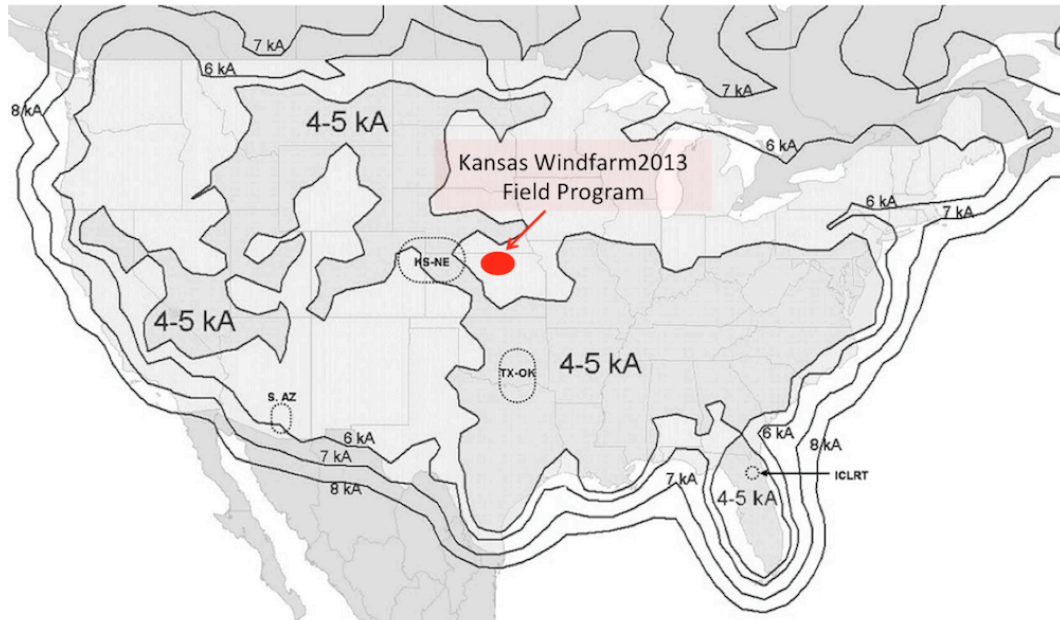 7 kA
6 kA
7 kA
8 kA
4-5 kA
6 kA
Kansas Windfarm2013
Field Program
6 kA
7 kA
KS-NE
4-5 kA
TX-OK
4-5 kA
S. AZ
6 kA
7 kA
8 kA
6 kA
8 kA
7 kA
ICLRT
4-5 kA